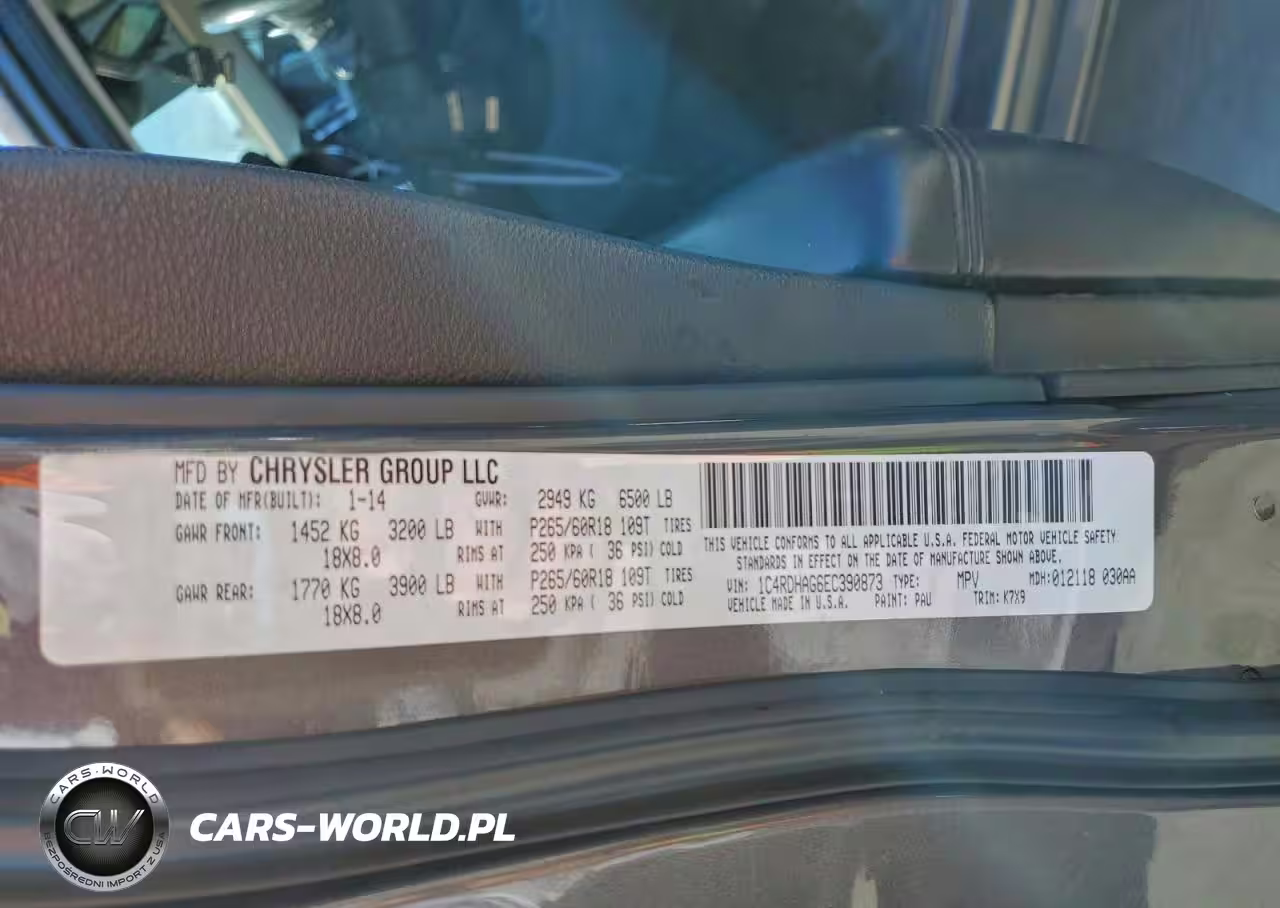 MFD BY CHRYSLER GROUP LLC
DATE OF MFR(BUILT): 1-14 GVWR: 2949 KG 6500 LB
GAWR FRONT: 1452 KG 3200 LB WITH P265/60R18 109T TIRES
18X8.0 RIMS AT 250 KPA ( 36 PSI) COLD
GAWR REAR: 1770 KG 3900 LB WITH P265/60R18 109T TIRES
18X8.0 RIMS AT 250 KPA ( 36 PSI) COLD
THIS VEHICLE CONFORMS TO ALL APPLICABLE U.S.A. FEDERAL MOTOR VEHICLE SAFETY
STANDARDS IN EFFECT ON THE DATE OF MANUFACTURE SHOWN ABOVE.
VIN: 1C4RDHAG6EC390873 TYPE: MPV MDH:012118 030AA
VEHICLE MADE IN U.S.A. PAINT: PAU TRIM: K7X9
CARS-WORLD
CW
BEZPOŚREDNI IMPORT Z USA
CARS-WORLD.PL